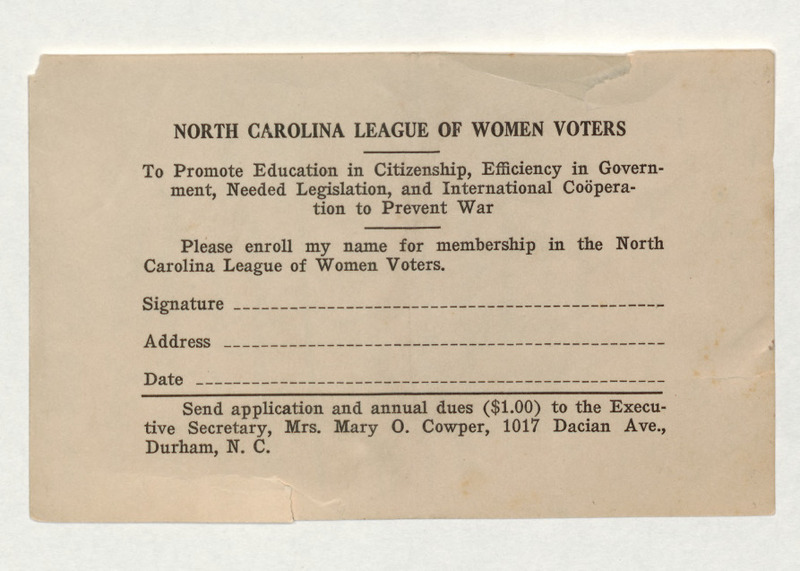 NORTH CAROLINA LEAGUE OF WOMEN VOTERS
To Promote Education in Citizenship, Efficiency in Govern-
ment, Needed Legislation, and International Coöpera-
tion to Prevent War
Please enroll my name for membership in the North
Carolina League of Women Voters.
Signature
Address
Date
Send application and annual dues ($1.00) to the Execu-
tive Secretary, Mrs. Mary O. Cowper, 1017 Dacian Ave.,
Durham, N. C.